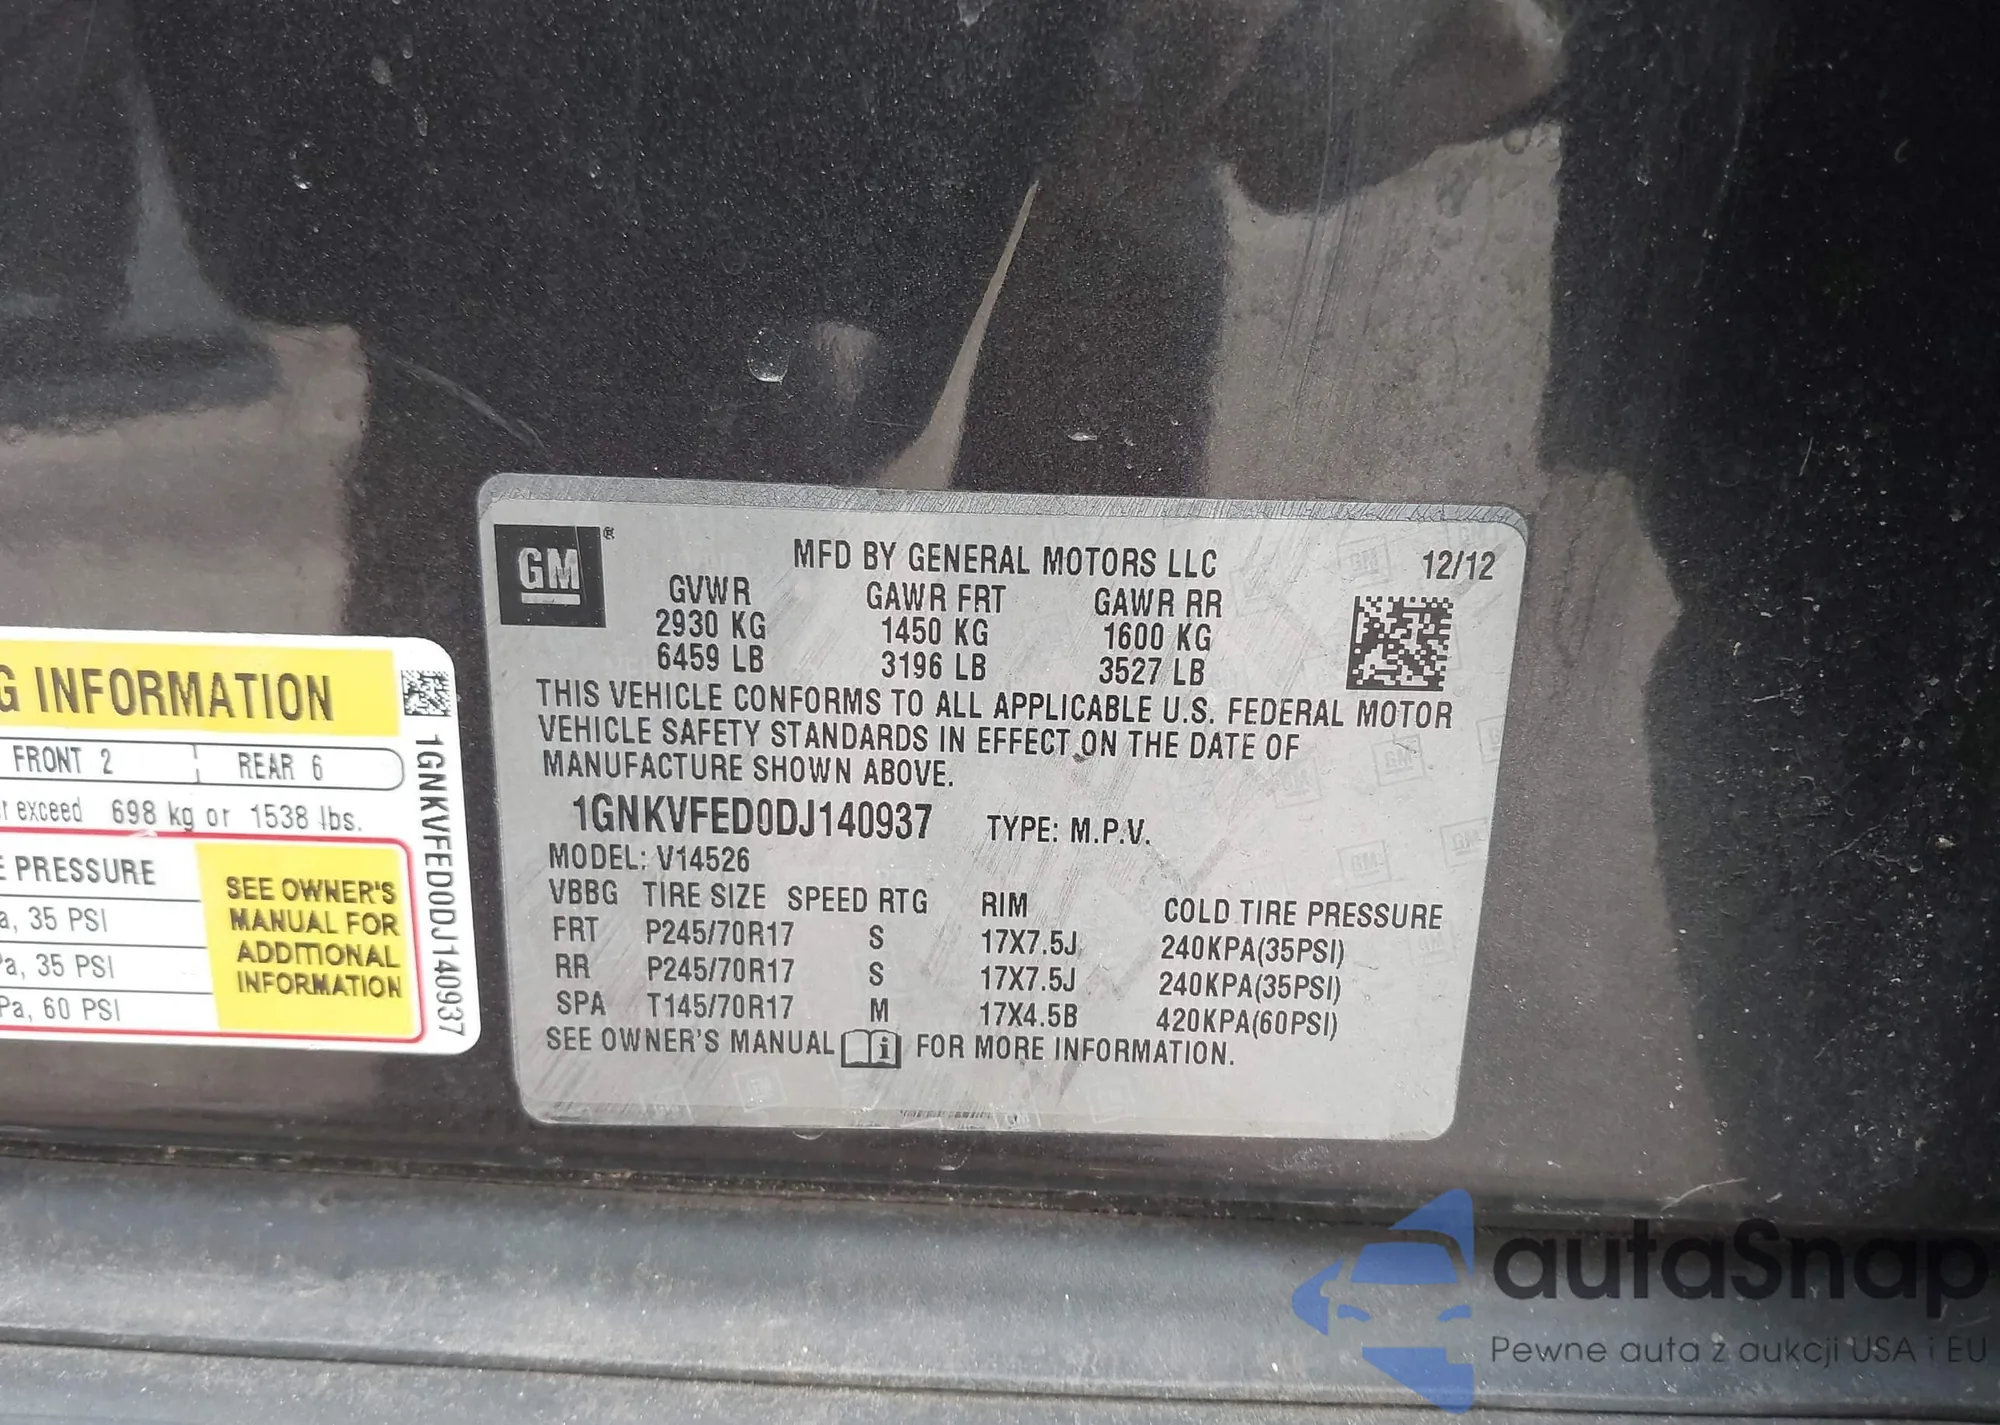 G INFORMATION
FRONT 2 REAR 6
exceed 698 kg or 1538 lbs.
PRESSURE
35 PSI
35 PSI
60 PSI
SEE OWNER'S
MANUAL FOR
ADDITIONAL
INFORMATION
1GNKVFED0DJ140937
GM®
MFD BY GENERAL MOTORS LLC 12/12
GVWR GAWR FRT GAWR RR
2930 KG 1450 KG 1600 KG
6459 LB 3196 LB 3527 LB
THIS VEHICLE CONFORMS TO ALL APPLICABLE U.S. FEDERAL MOTOR
VEHICLE SAFETY STANDARDS IN EFFECT ON THE DATE OF
MANUFACTURE SHOWN ABOVE.
1GNKVFED0DJ140937 TYPE: M.P.V.
MODEL: V14526
VBBG TIRE SIZE SPEED RTG RIM COLD TIRE PRESSURE
FRT P245/70R17 S 17X7.5J 240KPA(35PSI)
RR P245/70R17 S 17X7.5J 240KPA(35PSI)
SPA T145/70R17 M 17X4.5B 420KPA(60PSI)
SEE OWNER'S MANUAL i FOR MORE INFORMATION.
autaSnap
Pewne auta z aukcji USA i EU